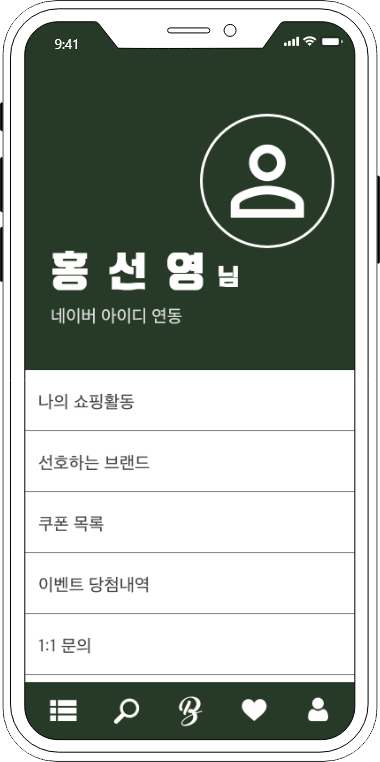 9:41
홍 선 영 님
네이버 아이디 연동
나의 쇼핑활동
선호하는 브랜드
쿠폰 목록
이벤트 당첨내역
1:1 문의
B